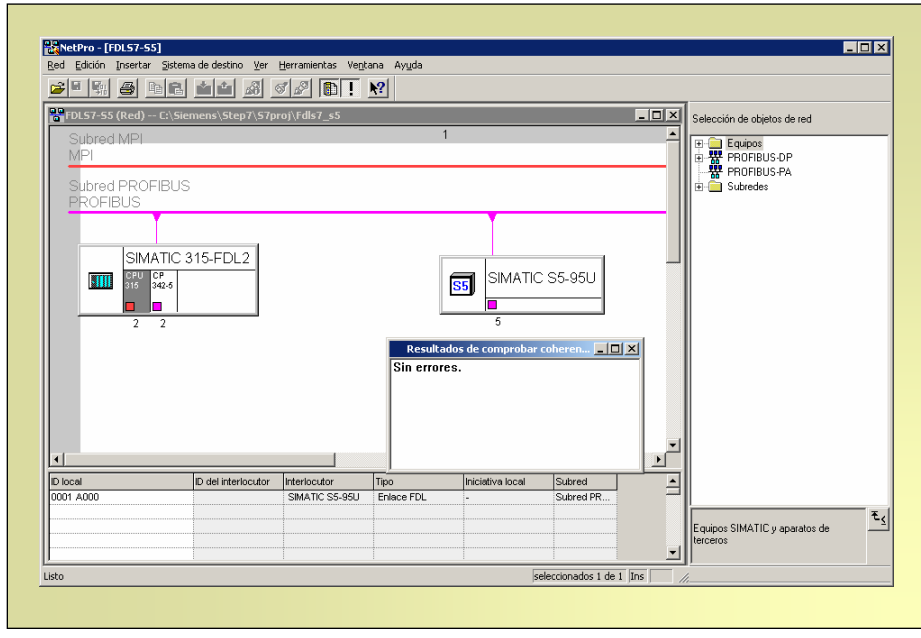 NetPro - [FDLS7-S5]
Red Edición Insertar Sistema de destino Ver Herramientas Ventana Ayuda
FDLS7-S5 (Red) -- C:\Siemens\Step7\S7proj\Fdls7_s5
1
Subred MPI
MPI
Subred PROFIBUS
PROFIBUS
SIMATIC 315-FDL2
CPU 315
CP 342-5
2 2
S5
SIMATIC S5-95U
5
Resultados de comprobar coheren...
Sin errores.
ID local ID del interlocutor Interlocutor Tipo Iniciativa local Subred
0001 A000 SIMATIC S5-95U Enlace FDL - Subred PR...
Selección de objetos de red
Equipos
PROFIBUS-DP
PROFIBUS-PA
Subredes
Equipos SIMATIC y aparatos de
terceros
Listo seleccionados 1 de 1 Ins